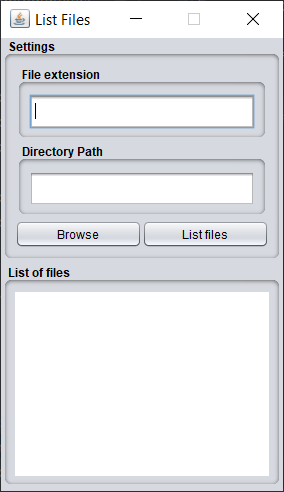 List Files
Settings
File extension
Directory Path
Browse
List files
List of files